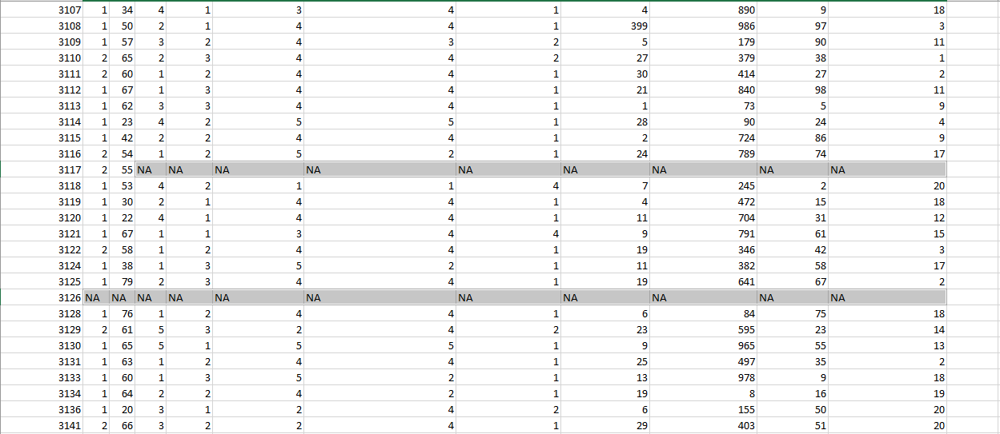 3107 1 34 4 1 3 4 1 4 890 9 18
3108 1 50 2 1 4 4 1 399 986 97 3
3109 1 57 3 2 4 3 2 5 179 90 11
3110 2 65 2 3 4 4 2 27 379 38 1
3111 2 60 1 2 4 4 1 30 414 27 2
3112 1 67 1 3 4 4 1 21 840 98 11
3113 1 62 3 3 4 4 1 1 73 5 9
3114 1 23 4 2 5 5 1 28 90 24 4
3115 1 42 2 2 4 4 1 2 724 86 9
3116 2 54 1 2 5 2 1 24 789 74 17
3117 2 55 NA NA NA NA NA NA NA NA NA
3118 1 53 4 2 1 1 4 7 245 2 20
3119 1 30 2 1 4 4 1 4 472 15 18
3120 1 22 4 1 4 4 1 11 704 31 12
3121 1 67 1 1 3 4 4 9 791 61 15
3122 2 58 1 2 4 4 1 19 346 42 3
3124 1 38 1 3 5 2 1 11 382 58 17
3125 1 79 2 3 4 4 1 19 641 67 2
3126 NA NA NA NA NA NA NA NA NA NA NA
3128 1 76 1 2 4 4 1 6 84 75 18
3129 2 61 5 3 2 4 2 23 595 23 14
3130 1 65 5 1 5 5 1 9 965 55 13
3131 1 63 1 2 4 4 1 25 497 35 2
3133 1 60 1 3 5 2 1 13 978 9 18
3134 1 64 2 2 4 2 1 19 8 16 19
3136 1 20 3 1 2 4 2 6 155 50 20
3141 2 66 3 2 2 4 1 29 403 51 20